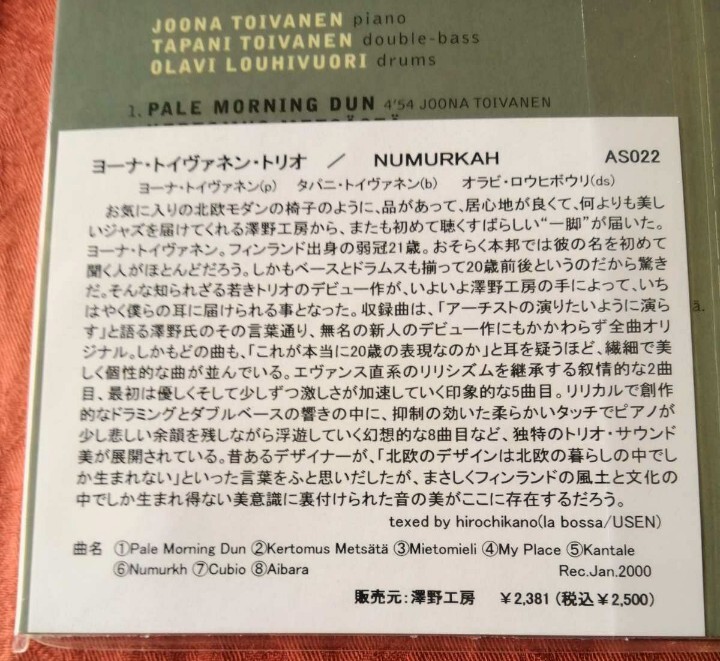 JOONA TOIVANEN piano
TAPANI TOIVANEN double-bass
OLAVI LOUHIVUORI drums
1. PALE MORNING DUN 4'54 JOONA TOIVANEN
ヨーナ・トイヴァネン・トリオ ／ NUMURKAH AS022
ヨーナ・トイヴァネン(p) タパニ・トイヴァネン(b) オラビ・ロウヒボウリ(ds)
お気に入りの北欧モダンの椅子のように、品があって、居心地が良くて、何よりも美し
いジャズを届けてくれる澤野工房から、またも初めて聴くすばらしい“一脚”が届いた。
ヨーナ・トイヴァネン。フィンランド出身の弱冠21歳。おそらく本邦では彼の名を初めて
聞く人がほとんどだろう。しかもベースとドラムスも揃って20歳前後というのだから驚き
だ。そんな知られざる若きトリオのデビュー作が、いよいよ澤野工房の手によって、いち
はやく僕らの耳に届けられる事となった。収録曲は、「アーチストの演りたいように演ら
す」と語る澤野氏のその言葉通り、無名の新人のデビュー作にもかかわらず全曲オリ
ジナル。しかもどの曲も、「これが本当に20歳の表現なのか」と耳を疑うほど、繊細で美
しく個性的な曲が並んでいる。エヴァンス直系のリリシズムを継承する叙情的な2曲
目、最初は優しくそして少しずつ激しさが加速していく印象的な5曲目。リリカルで創作
的なドラミングとダブルベースの響きの中に、抑制の効いた柔らかいタッチでピアノが
少し悲しい余韻を残しながら浮遊していく幻想的な8曲目など、独特のトリオ・サウンド
美が展開されている。昔あるデザイナーが、「北欧のデザインは北欧の暮らしの中でし
か生まれない」といった言葉をふと思いだしたが、まさしくフィンランドの風土と文化の
中でしか生まれ得ない美意識に裏付けられた音の美がここに存在するだろう。
texed by hirochikano(la bossa/USEN)
曲名 ①Pale Morning Dun ②Kertomus Metsätä ③Mietomieli ④My Place ⑤Kantale
⑥Numurkh ⑦Cubio ⑧Aibara Rec.Jan.2000
販売元：澤野工房 ￥2,381（税込￥2,500）